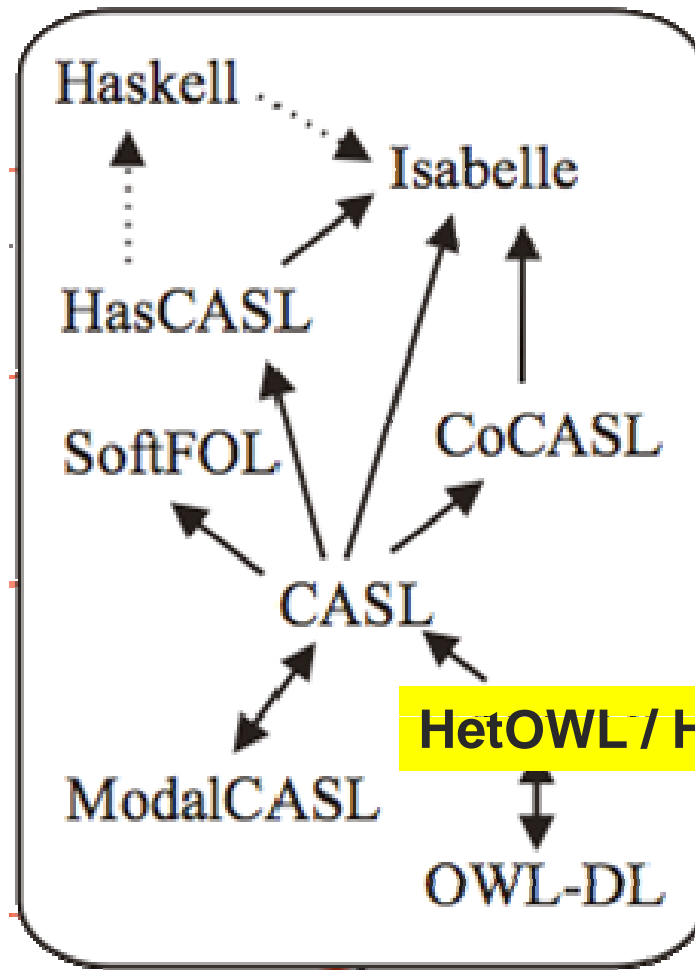 Haskell
Isabelle
HasCASL
CoCASL
SoftFOL
CASL
HetOWL / H
ModalCASL
OWL-DL